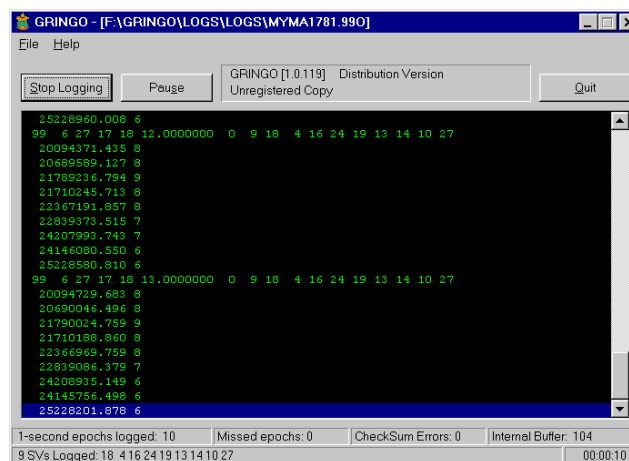 GRINGO - [F:\GRINGO\LOGS\LOGS\MYMA1781.99O]
File Help
Stop Logging Pause GRINGO [1.0.119] Distribution Version
Unregistered Copy Quit
25228960.008 6
99 6 27 17 18 12.0000000 0 9 18 4 16 24 19 13 14 10 27
20094371.435 8
20689589.127 8
21789236.794 9
21710245.713 8
22367191.857 8
22839373.515 7
24207993.743 7
24146080.550 6
25228580.810 6
99 6 27 17 18 13.0000000 0 9 18 4 16 24 19 13 14 10 27
20094729.683 8
20690046.496 8
21790024.759 9
21710188.860 8
22366969.759 8
22839086.379 7
24208935.149 6
24145756.498 6
25228201.878 6
1-second epochs logged: 10 Missed epochs: 0 CheckSum Errors: 0 Internal Buffer: 104
9 SVs Logged: 18 4 16 24 19 13 14 10 27 00:00:10